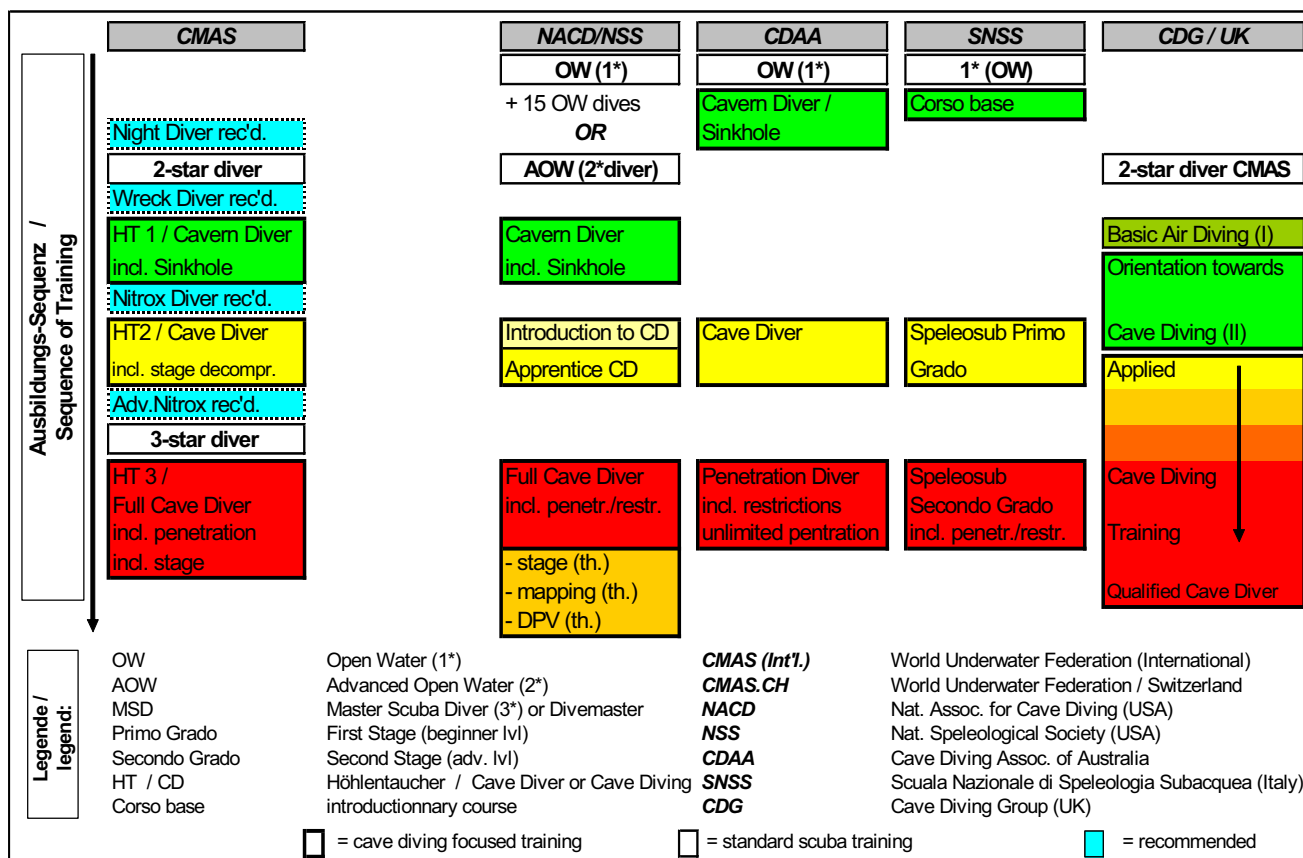 CMAS
NACD/NSS
CDAA
SNSS
CDG / UK
Ausbildungs-Sequenz /
Sequence of Training
Night Diver rec'd.
2-star diver
Wreck Diver rec'd.
HT 1 / Cavern Diver
incl. Sinkhole
Nitrox Diver rec'd.
HT2 / Cave Diver
incl. stage decompr.
Adv.Nitrox rec'd.
3-star diver
HT 3 /
Full Cave Diver
incl. penetration
incl. stage
OW (1*)
+ 15 OW dives
OR
AOW (2*diver)
Cavern Diver
incl. Sinkhole
Introduction to CD
Apprentice CD
Full Cave Diver
incl. penetr./restr.
- stage (th.)
- mapping (th.)
- DPV (th.)
OW (1*)
Cavern Diver /
Sinkhole
Cave Diver
Penetration Diver
incl. restrictions
unlimited pentration
1* (OW)
Corso base
Speleosub Primo
Grado
Speleosub
Secondo Grado
incl. penetr./restr.
2-star diver CMAS
Basic Air Diving (I)
Orientation towards
Cave Diving (II)
Applied
Cave Diving
Training
Qualified Cave Diver
Legende /
legend:
OW Open Water (1*) CMAS (Int'l.) World Underwater Federation (International)
AOW Advanced Open Water (2*) CMAS.CH World Underwater Federation / Switzerland
MSD Master Scuba Diver (3*) or Divemaster NACD Nat. Assoc. for Cave Diving (USA)
Primo Grado First Stage (beginner lvl) NSS Nat. Speleological Society (USA)
Secondo Grado Second Stage (adv. lvl) CDAA Cave Diving Assoc. of Australia
HT / CD Höhlentaucher / Cave Diver or Cave Diving SNSS Scuala Nazionale di Speleologia Subacquea (Italy)
Corso base introductionnary course CDG Cave Diving Group (UK)
= cave diving focused training = standard scuba training = recommended